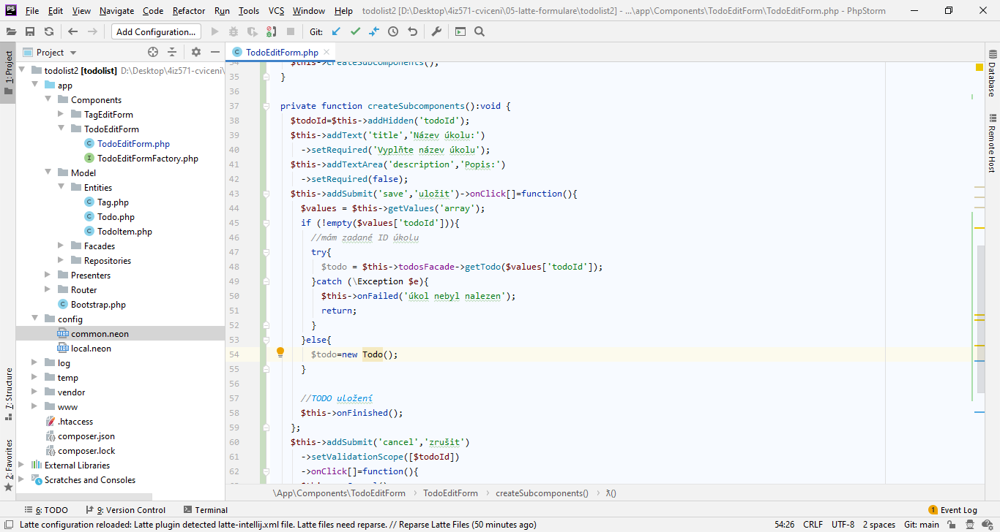 PS File Edit View Navigate Code Refactor Run Tools VCS Window Help todolist2 [D:\Desktop\4iz571-cviceni\05-latte-formulare\todolist2] - ...\app\Components\TodoEditForm\TodoEditForm.php - PhpStorm
Add Configuration... Git:
1: Project
7: Structure
2: Favorites
Project
todolist2 [todolist] D:\Desktop\4iz571-cviceni\
app
Components
TagEditForm
TodoEditForm
TodoEditForm.php
TodoEditFormFactory.php
Model
Entities
Tag.php
Todo.php
TodoItem.php
Facades
Repositories
Presenters
Router
Bootstrap.php
config
common.neon
local.neon
log
temp
vendor
www
.htaccess
composer.json
composer.lock
External Libraries
Scratches and Consoles
TodoEditForm.php
34 $this->createSubcomponents();
35 }
36
37 private function createSubcomponents():void {
38 $todoId=$this->addHidden('todoId');
39 $this->addText('title','Název úkolu:')
40 ->setRequired('Vyplňte název úkolu');
41 $this->addTextArea('description','Popis:')
42 ->setRequired(false);
43 $this->addSubmit('save','uložit')->onClick[]=function(){
44 $values = $this->getValues('array');
45 if (!empty($values['todoId'])){
46 //mám zadané ID úkolu
47 try{
48 $todo = $this->todosFacade->getTodo($values['todoId']);
49 }catch (\Exception $e){
50 $this->onFailed('úkol nebyl nalezen');
51 return;
52 }
53 }else{
54 $todo=new Todo();
55 }
56
57 //TODO uložení
58 $this->onFinished();
59 };
60 $this->addSubmit('cancel','zrušit')
61 ->setValidationScope([$todoId])
62 ->onClick[]=function(){
\App\Components\TodoEditForm › TodoEditForm › createSubcomponents() › λ()
Database
Remote Host
6: TODO 9: Version Control Terminal 1 Event Log
Latte configuration reloaded: Latte plugin detected latte-intellij.xml file. Latte files need reparse. // Reparse Latte Files (50 minutes ago) 54:26 CRLF UTF-8 2 spaces Git: main